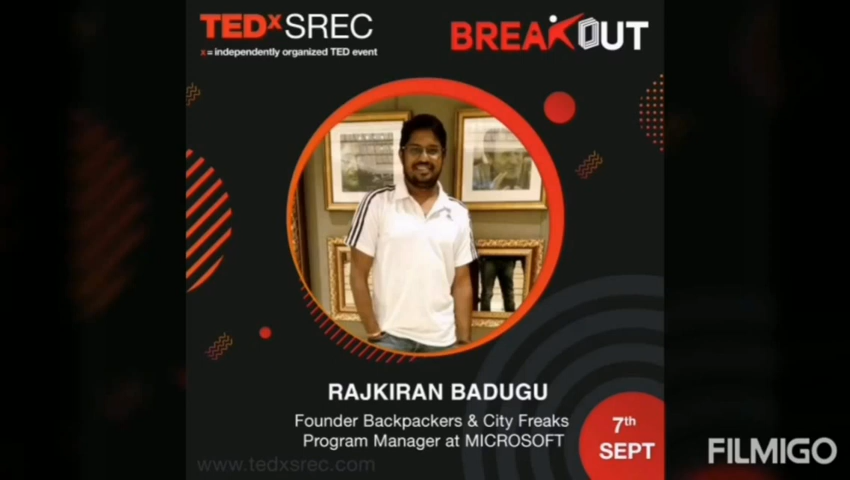 TEDxSREC
x = independently organized TED event
BREAKOUT
RAJKIRAN BADUGU
Founder Backpackers & City Freaks
Program Manager at MICROSOFT
7th
SEPT
www.tedxsrec.com
FILMIGO